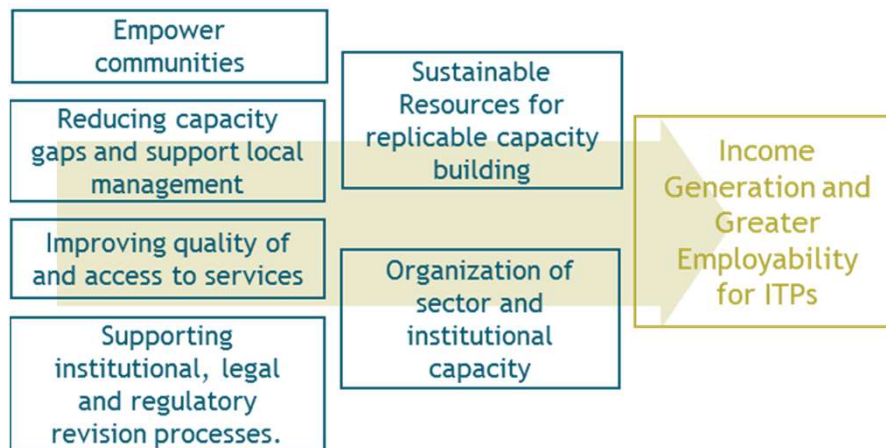 Empower
communities
Reducing capacity
gaps and support local
management
Improving quality of
and access to services
Supporting
institutional, legal
and regulatory
revision processes.
Sustainable
Resources for
replicable capacity
building
Organization of
sector and
institutional
capacity
Income
Generation and
Greater
Employability
for ITPs